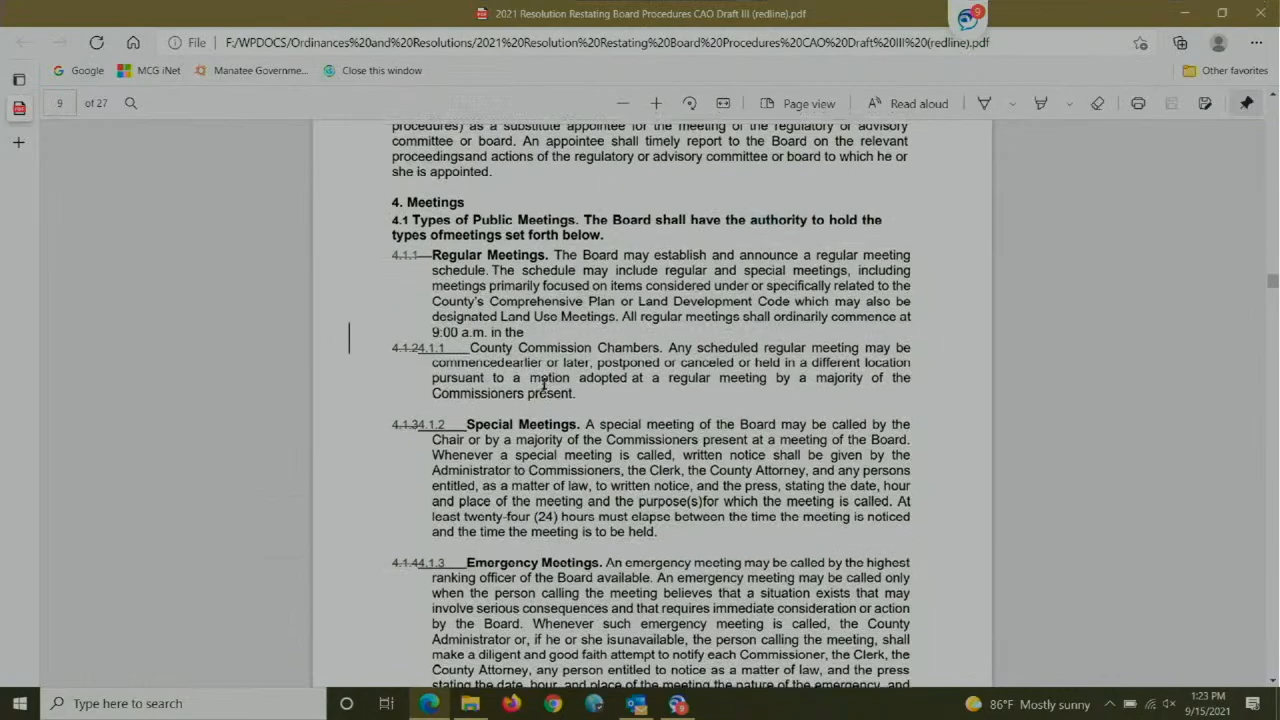 2021 Resolution Restating Board Procedures CAO Draft III (redline).pdf
9
File F:/WPDOCS/Ordinances%20and%20Resolutions/2021%20Resolution%20Restating%20Board%20Procedures%20CAO%20Draft%20III%20(redline).pdf
Google MCG iNet Manatee Governme... Close this window Other favorites
9 of 27 Page view Read aloud
procedures) as a substitute appointee for the meeting of the regulatory or advisory
committee or board. An appointee shall timely report to the Board on the relevant
proceedingsand actions of the regulatory or advisory committee or board to which he or
she is appointed.
4. Meetings
4.1 Types of Public Meetings. The Board shall have the authority to hold the
types ofmeetings set forth below.
4.1.1 Regular Meetings. The Board may establish and announce a regular meeting
schedule. The schedule may include regular and special meetings, including
meetings primarily focused on items considered under or specifically related to the
County's Comprehensive Plan or Land Development Code which may also be
designated Land Use Meetings. All regular meetings shall ordinarily commence at
9:00 a.m. in the
4.1.24.1.1 County Commission Chambers. Any scheduled regular meeting may be
commencedearlier or later, postponed or canceled or held in a different location
pursuant to a motion adopted at a regular meeting by a majority of the
Commissioners present.
4.1.34.1.2 Special Meetings. A special meeting of the Board may be called by the
Chair or by a majority of the Commissioners present at a meeting of the Board.
Whenever a special meeting is called, written notice shall be given by the
Administrator to Commissioners, the Clerk, the County Attorney, and any persons
entitled, as a matter of law, to written notice, and the press, stating the date, hour
and place of the meeting and the purpose(s)for which the meeting is called. At
least twenty-four (24) hours must elapse between the time the meeting is noticed
and the time the meeting is to be held.
4.1.44.1.3 Emergency Meetings. An emergency meeting may be called by the highest
ranking officer of the Board available. An emergency meeting may be called only
when the person calling the meeting believes that a situation exists that may
involve serious consequences and that requires immediate consideration or action
by the Board. Whenever such emergency meeting is called, the County
Administrator or, if he or she isunavailable, the person calling the meeting, shall
make a diligent and good faith attempt to notify each Commissioner, the Clerk, the
County Attorney, any person entitled to notice as a matter of law, and the press
stating the date, hour, and place of the meeting the nature of the emergency, and
Type here to search 86°F Mostly sunny 1:23 PM
9/15/2021